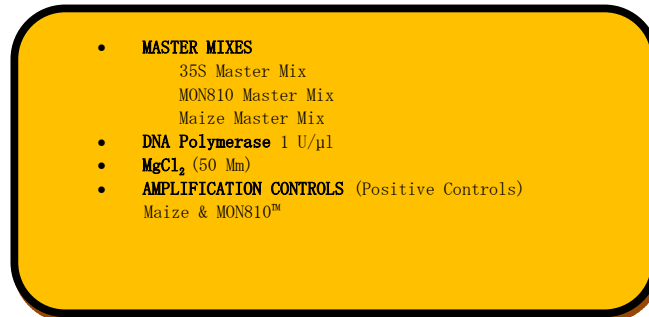 • MASTER MIXES
35S Master Mix
MON810 Master Mix
Maize Master Mix
• DNA Polymerase 1 U/µl
• MgCl₂ (50 Mm)
• AMPLIFICATION CONTROLS (Positive Controls)
Maize & MON810™